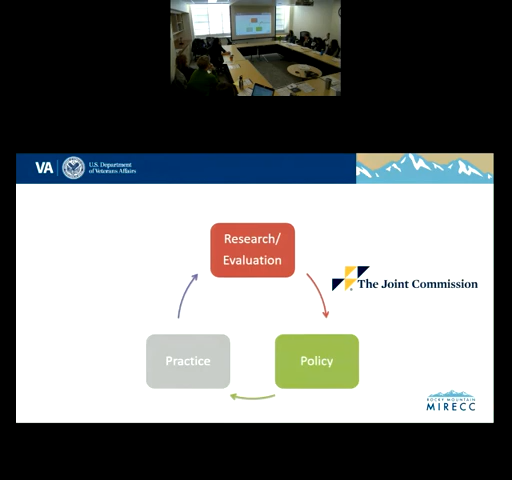 VA
U.S. Department
of Veterans Affairs
Research/
Evaluation
The Joint Commission
Practice
Policy
ROCKY MOUNTAIN
MIRECC